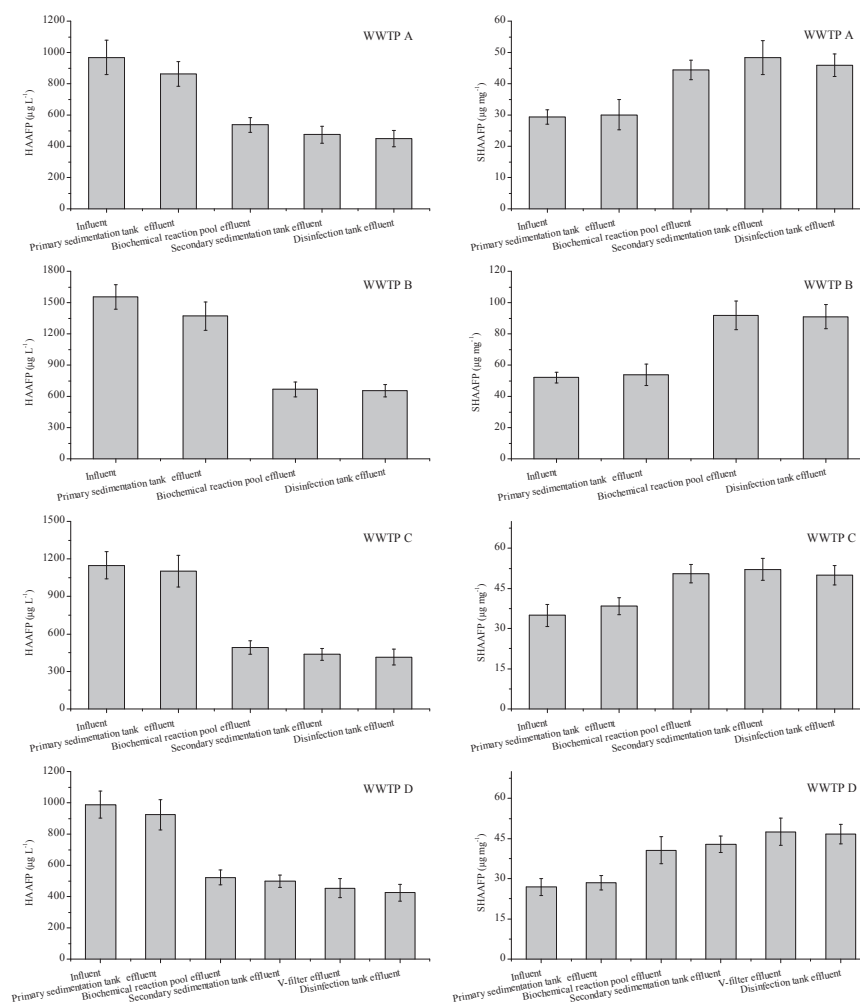 WWTP A
HAAFP (μg L⁻¹)
1200
1000
800
600
400
200
0
Influent
Primary sedimentation tank effluent
Biochemical reaction pool effluent
Secondary sedimentation tank effluent
Disinfection tank effluent
WWTP A
SHAAFP (μg mg⁻¹)
60
50
40
30
20
10
0
Influent
Primary sedimentation tank effluent
Biochemical reaction pool effluent
Secondary sedimentation tank effluent
Disinfection tank effluent
WWTP B
HAAFP (μg L⁻¹)
1800
1500
1200
900
600
300
0
Influent
Primary sedimentation tank effluent
Biochemical reaction pool effluent
Disinfection tank effluent
WWTP B
SHAAFP (μg mg⁻¹)
120
100
80
60
40
20
0
Influent
Primary sedimentation tank effluent
Biochemical reaction pool effluent
Disinfection tank effluent
WWTP C
HAAFP (μg L⁻¹)
1500
1200
900
600
300
0
Influent
Primary sedimentation tank effluent
Biochemical reaction pool effluent
Secondary sedimentation tank effluent
Disinfection tank effluent
WWTP C
SHAAFP (μg mg⁻¹)
60
45
30
15
0
Influent
Primary sedimentation tank effluent
Biochemical reaction pool effluent
Secondary sedimentation tank effluent
Disinfection tank effluent
WWTP D
HAAFP (μg L⁻¹)
1200
1000
800
600
400
200
0
Influent
Primary sedimentation tank effluent
Biochemical reaction pool effluent
Secondary sedimentation tank effluent
V-filter effluent
Disinfection tank effluent
WWTP D
SHAAFP (μg mg⁻¹)
60
45
30
15
0
Influent
Primary sedimentation tank effluent
Biochemical reaction pool effluent
Secondary sedimentation tank effluent
V-filter effluent
Disinfection tank effluent